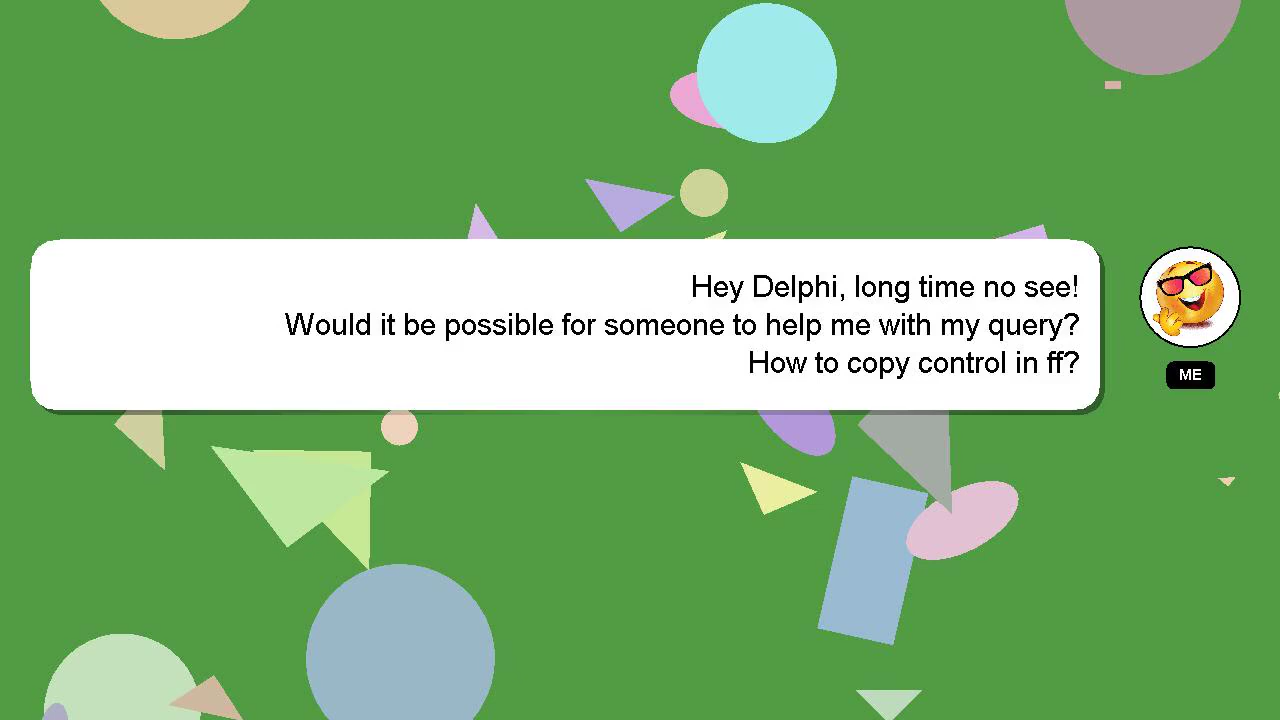 Hey Delphi, long time no see!
Would it be possible for someone to help me with my query?
How to copy control in ff?
ME